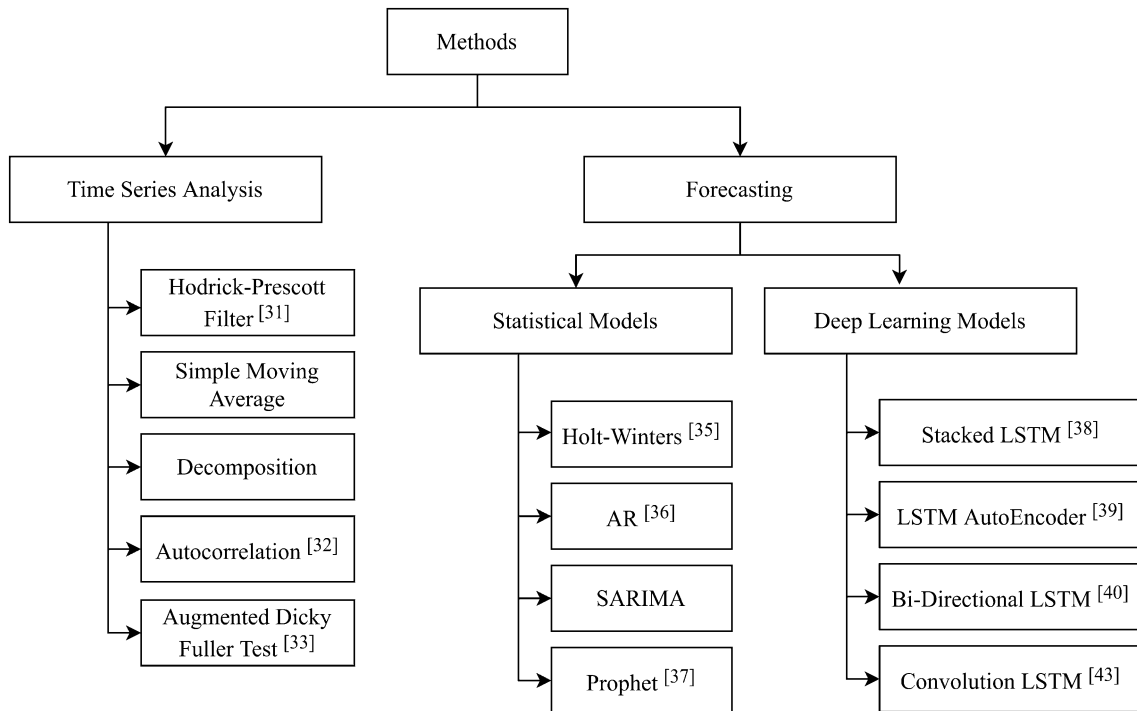 Methods
Time Series Analysis
Forecasting
Hodrick-Prescott
Filter [31]
Simple Moving
Average
Decomposition
Autocorrelation [32]
Augmented Dicky
Fuller Test [33]
Statistical Models
Holt-Winters [35]
AR [36]
SARIMA
Prophet [37]
Deep Learning Models
Stacked LSTM [38]
LSTM AutoEncoder [39]
Bi-Directional LSTM [40]
Convolution LSTM [43]